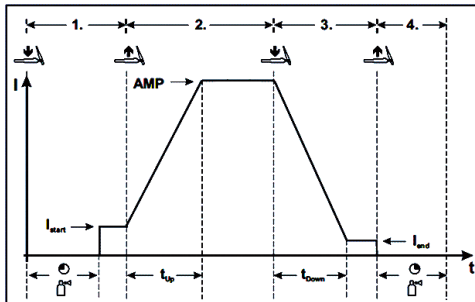 1. 2. 3. 4.
I
AMP
Istart
Iend
t
tUp
tDown